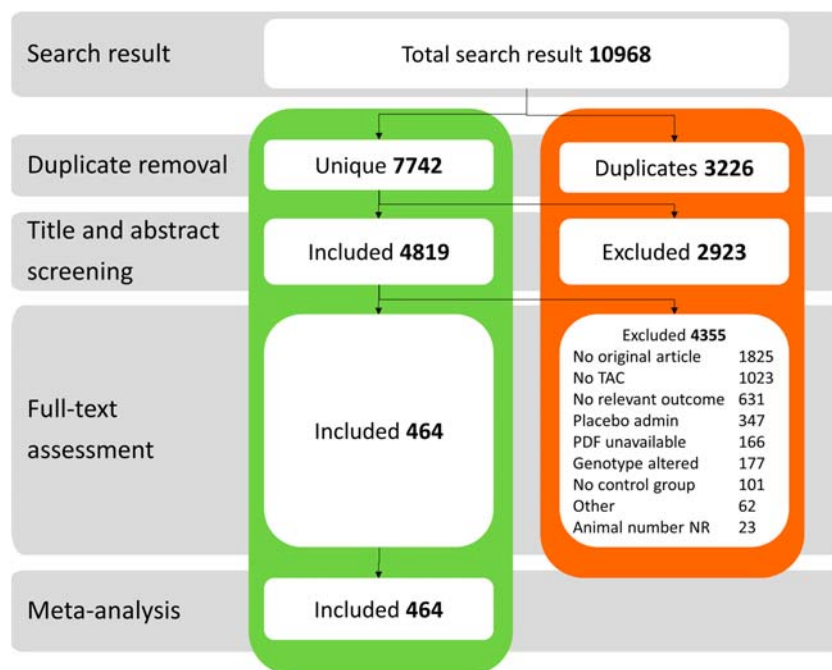 Search result
Total search result 10968
Duplicate removal
Unique 7742
Duplicates 3226
Title and abstract
screening
Included 4819
Excluded 2923
Full-text
assessment
Included 464
Excluded 4355
No original article 1825
No TAC 1023
No relevant outcome 631
Placebo admin 347
PDF unavailable 166
Genotype altered 177
No control group 101
Other 62
Animal number NR 23
Meta-analysis
Included 464